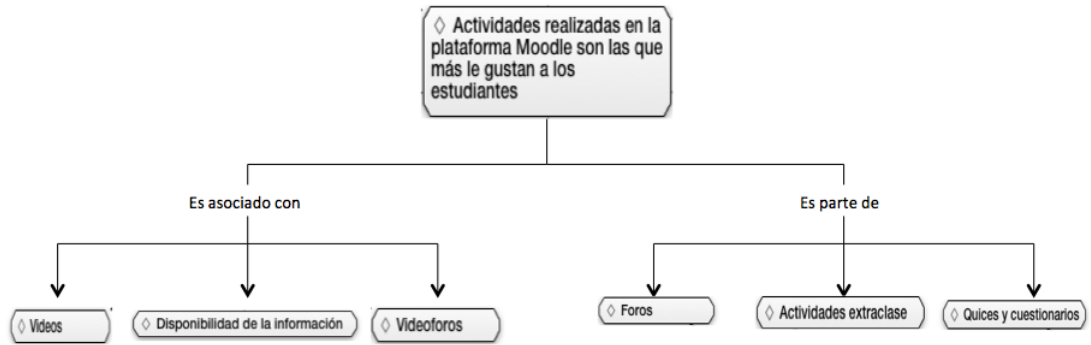 ◊ Actividades realizadas en la
plataforma Moodle son las que
más le gustan a los
estudiantes
Es asociado con
Es parte de
◊ Videos
◊ Disponibilidad de la información
◊ Videoforos
◊ Foros
◊ Actividades extraclase
◊ Quices y cuestionarios